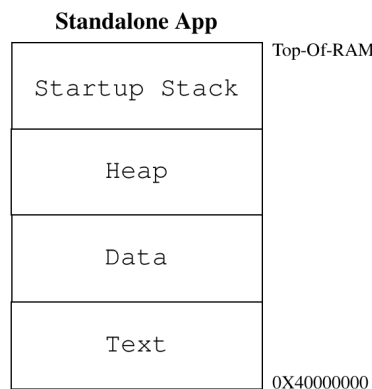 Standalone App
Top-Of-RAM
Startup Stack
Heap
Data
Text
0X40000000